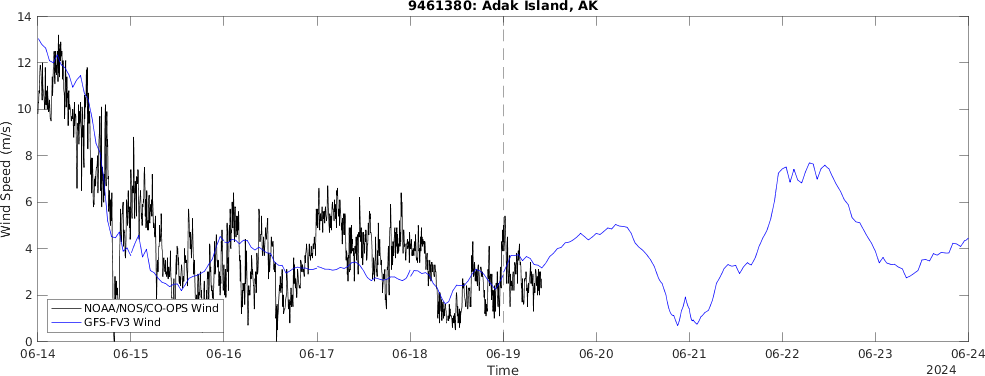 9461380: Adak Island, AK
14
12
10
8
6
4
2
0
Wind Speed (m/s)
NOAA/NOS/CO-OPS Wind
GFS-FV3 Wind
06-14 06-15 06-16 06-17 06-18 06-19 06-20 06-21 06-22 06-23 06-24
Time
2024